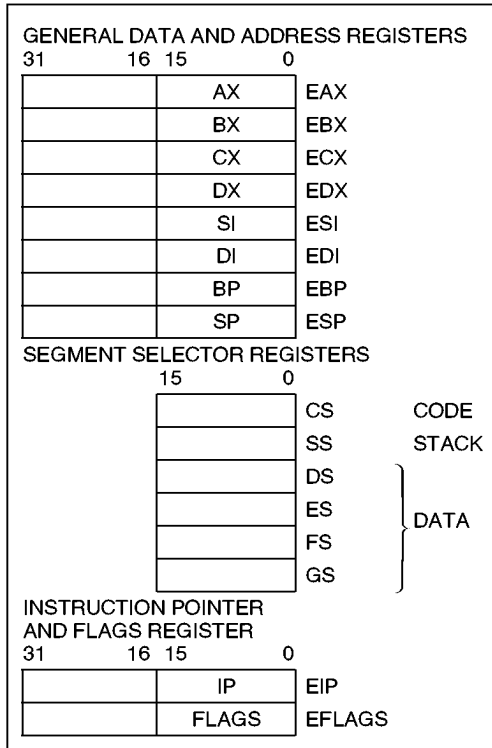 GENERAL DATA AND ADDRESS REGISTERS
31 16 15 0
AX EAX
BX EBX
CX ECX
DX EDX
SI ESI
DI EDI
BP EBP
SP ESP
SEGMENT SELECTOR REGISTERS
15 0
CS CODE
SS STACK
DS
ES
DATA
FS
GS
INSTRUCTION POINTER
AND FLAGS REGISTER
31 16 15 0
IP EIP
FLAGS EFLAGS